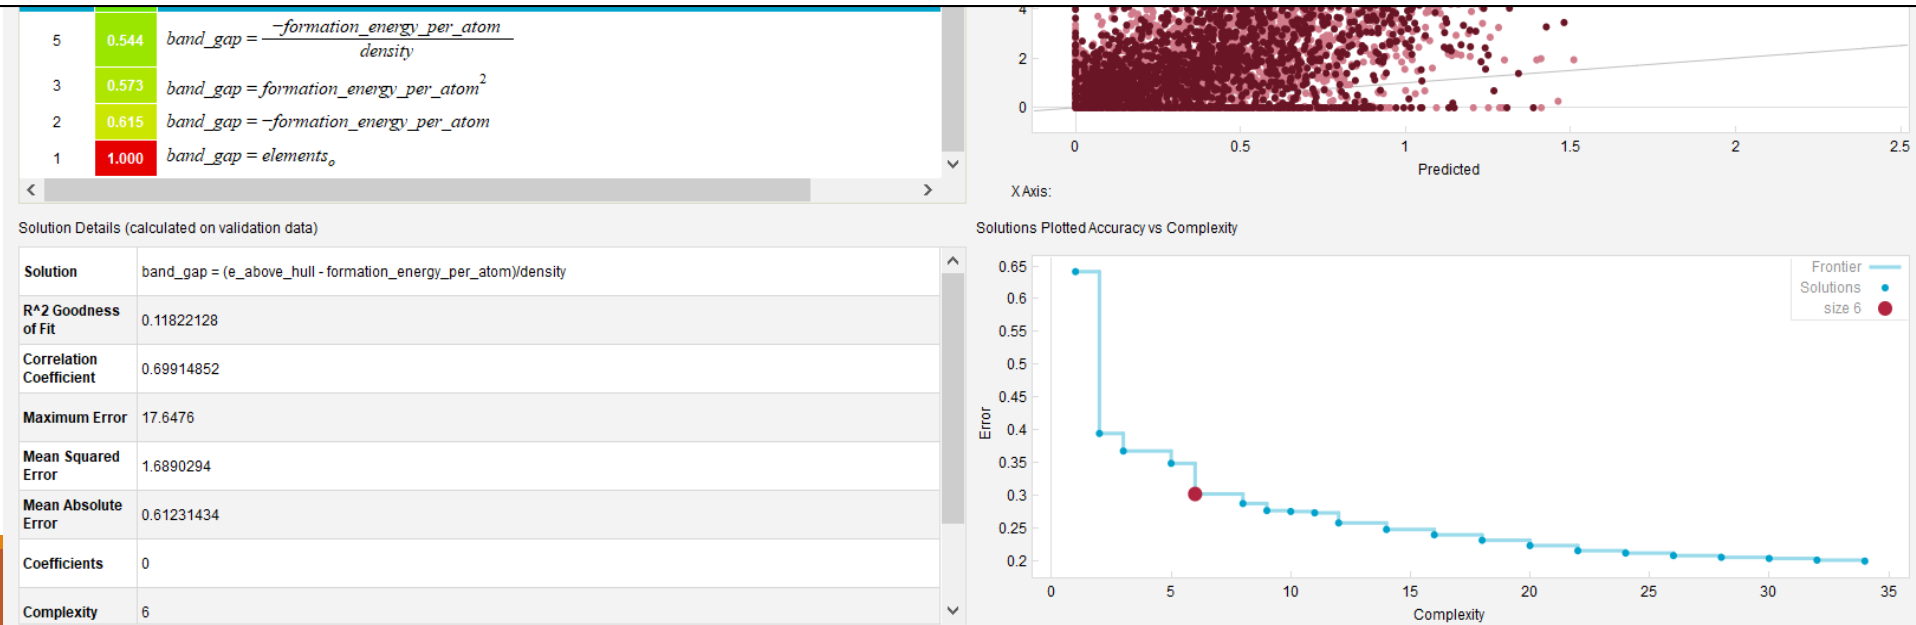 5 0.544 band_gap = −formation_energy_per_atom / density
3 0.573 band_gap = formation_energy_per_atom²
2 0.615 band_gap = −formation_energy_per_atom
1 1.000 band_gap = elementsₒ
4
2
0
0 0.5 1 1.5 2 2.5
Predicted
X Axis:
Solution Details (calculated on validation data)
Solution band_gap = (e_above_hull - formation_energy_per_atom)/density
R^2 Goodness
of Fit 0.11822128
Correlation
Coefficient 0.69914852
Maximum Error 17.6476
Mean Squared
Error 1.6890294
Mean Absolute
Error 0.61231434
Coefficients 0
Complexity 6
Solutions Plotted Accuracy vs Complexity
Frontier
Solutions
size 6
Error
0.65
0.6
0.55
0.5
0.45
0.4
0.35
0.3
0.25
0.2
0 5 10 15 20 25 30 35
Complexity